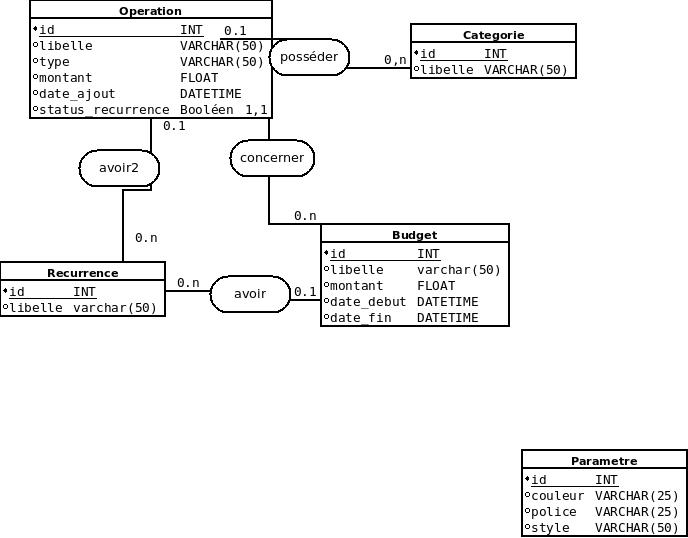 Operation
id INT
libelle VARCHAR(50)
type VARCHAR(50)
montant FLOAT
date_ajout DATETIME
status_recurrence Booléen
0.1
posséder
0,n
Categorie
id INT
libelle VARCHAR(50)
1,1
concerner
0.n
0.1
avoir2
0.n
Budget
id INT
libelle varchar(50)
montant FLOAT
date_debut DATETIME
date_fin DATETIME
Recurrence
id INT
libelle varchar(50)
0.n
avoir
0.1
Parametre
id INT
couleur VARCHAR(25)
police VARCHAR(25)
style VARCHAR(50)